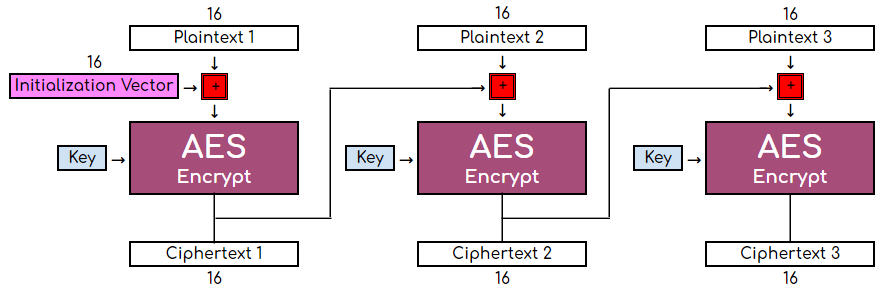 16 16 16
Plaintext 1 Plaintext 2 Plaintext 3
16
Initialization Vector → + + +
Key → AES Key → AES Key → AES
Encrypt Encrypt Encrypt
Ciphertext 1 Ciphertext 2 Ciphertext 3
16 16 16